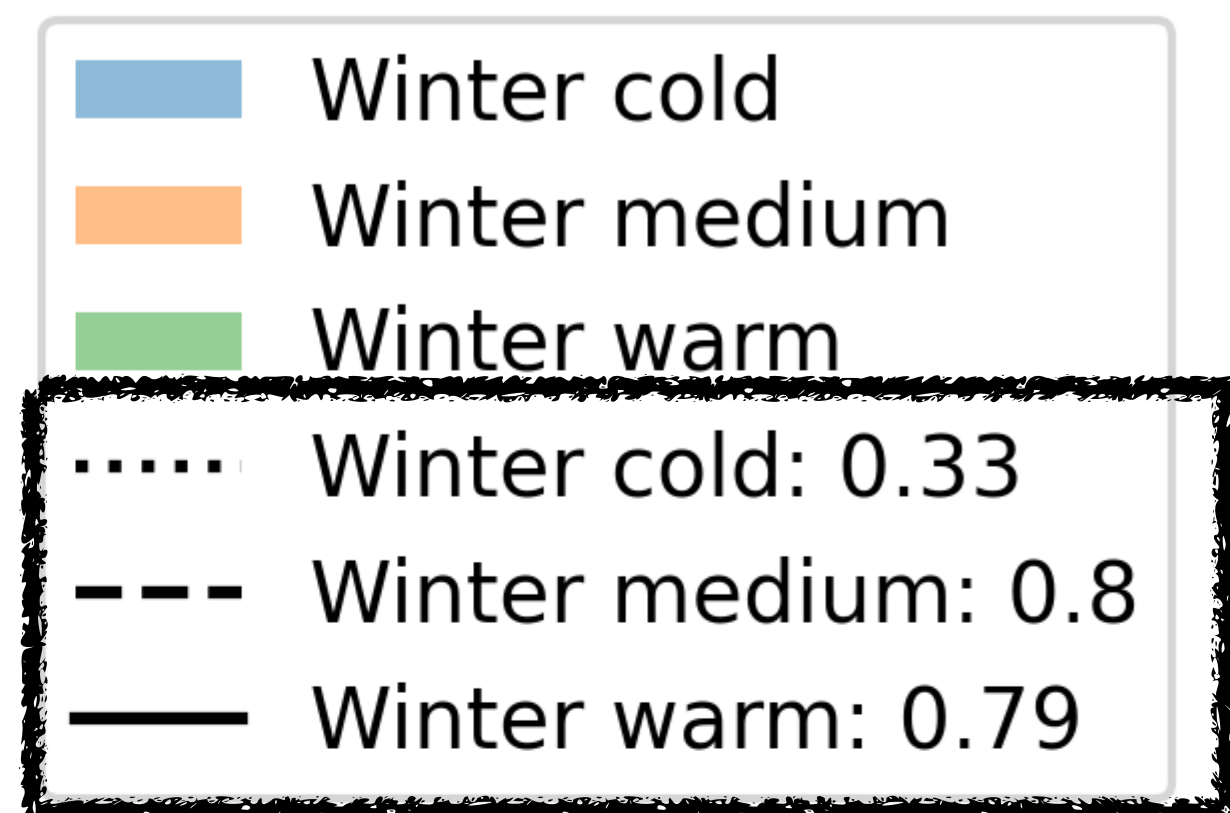 Winter cold
Winter medium
Winter warm
Winter cold: 0.33
Winter medium: 0.8
Winter warm: 0.79